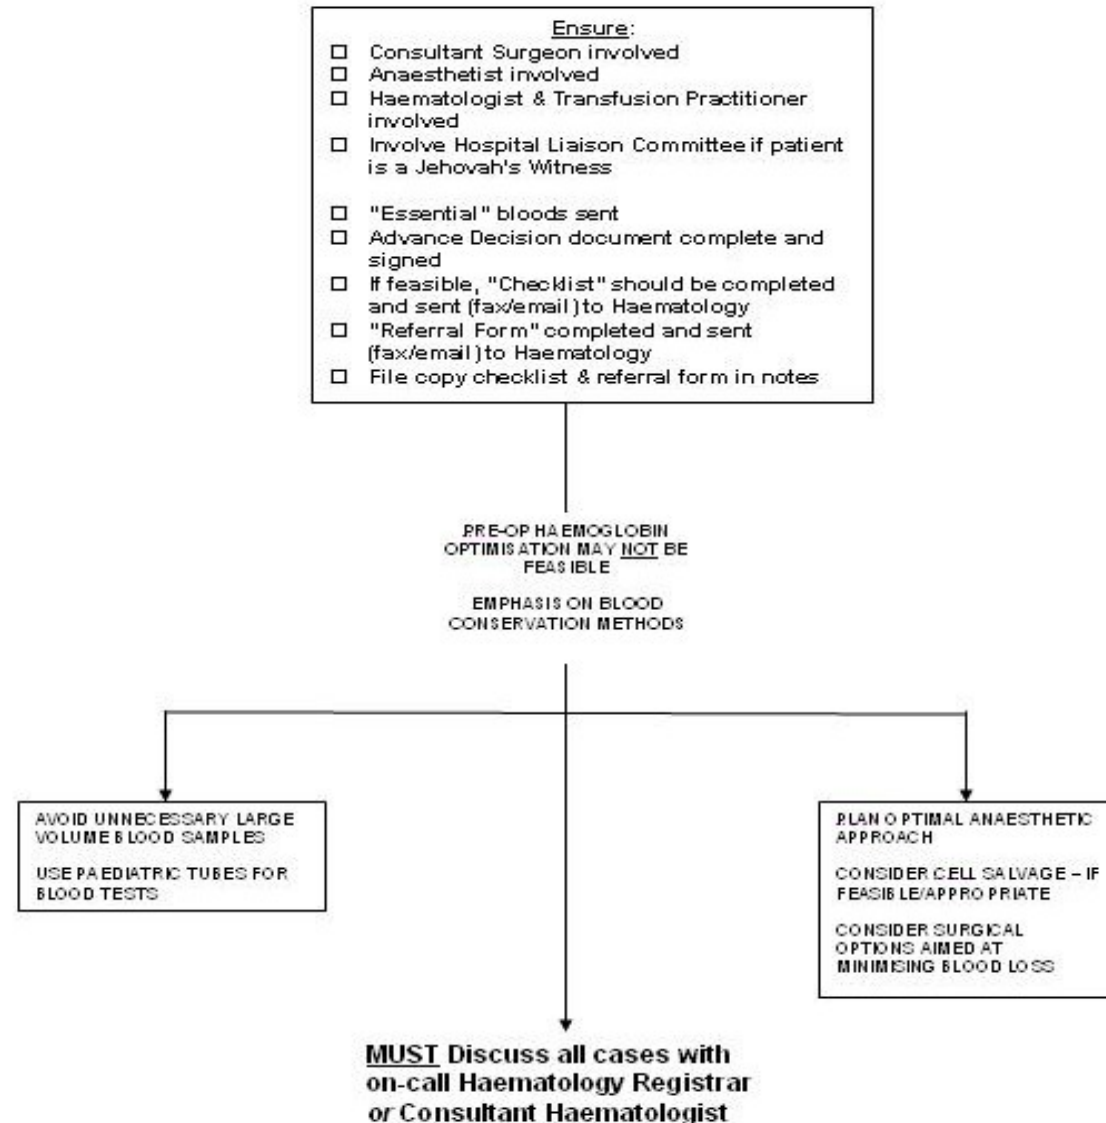 Ensure:
☐ Consultant Surgeon involved
☐ Anaesthetist involved
☐ Haematologist & Transfusion Practitioner
involved
☐ Involve Hospital Liaison Committee if patient
is a Jehovah's Witness
☐ "Essential" bloods sent
☐ Advance Decision document complete and
signed
☐ If feasible, "Checklist" should be completed
and sent (fax/email) to Haematology
☐ "Referral Form" completed and sent
(fax/email) to Haematology
☐ File copy checklist & referral form in notes
PRE-OP HAEMOGLOBIN
OPTIMISATION MAY NOT BE
FEASIBLE
EMPHASIS ON BLOOD
CONSERVATION METHODS
AVOID UNNECESSARY LARGE
VOLUME BLOOD SAMPLES
USE PAEDIATRIC TUBES FOR
BLOOD TESTS
PLAN OPTIMAL ANAESTHETIC
APPROACH
CONSIDER CELL SALVAGE – IF
FEASIBLE/APPROPRIATE
CONSIDER SURGICAL
OPTIONS AIMED AT
MINIMISING BLOOD LOSS
MUST Discuss all cases with
on-call Haematology Registrar
or Consultant Haematologist